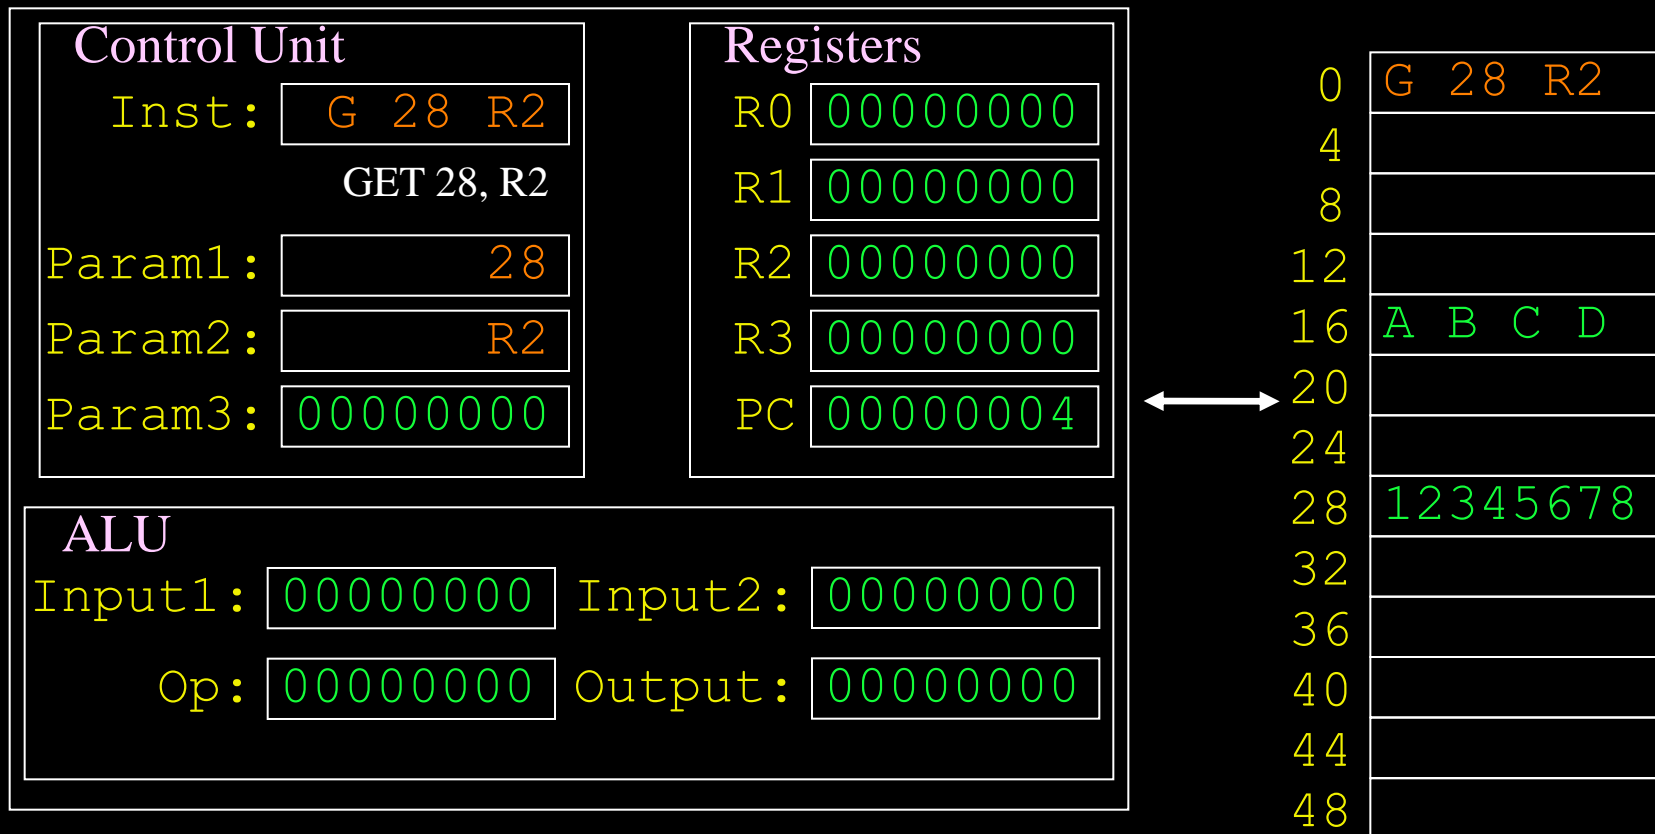 Control Unit
Inst: G 28 R2
GET 28, R2
Param1: 28
Param2: R2
Param3: 00000000
Registers
R0 00000000
R1 00000000
R2 00000000
R3 00000000
PC 00000004
ALU
Input1: 00000000 Input2: 00000000
Op: 00000000 Output: 00000000
0 G 28 R2
4
8
12
16 A B C D
20
24
28 12345678
32
36
40
44
48